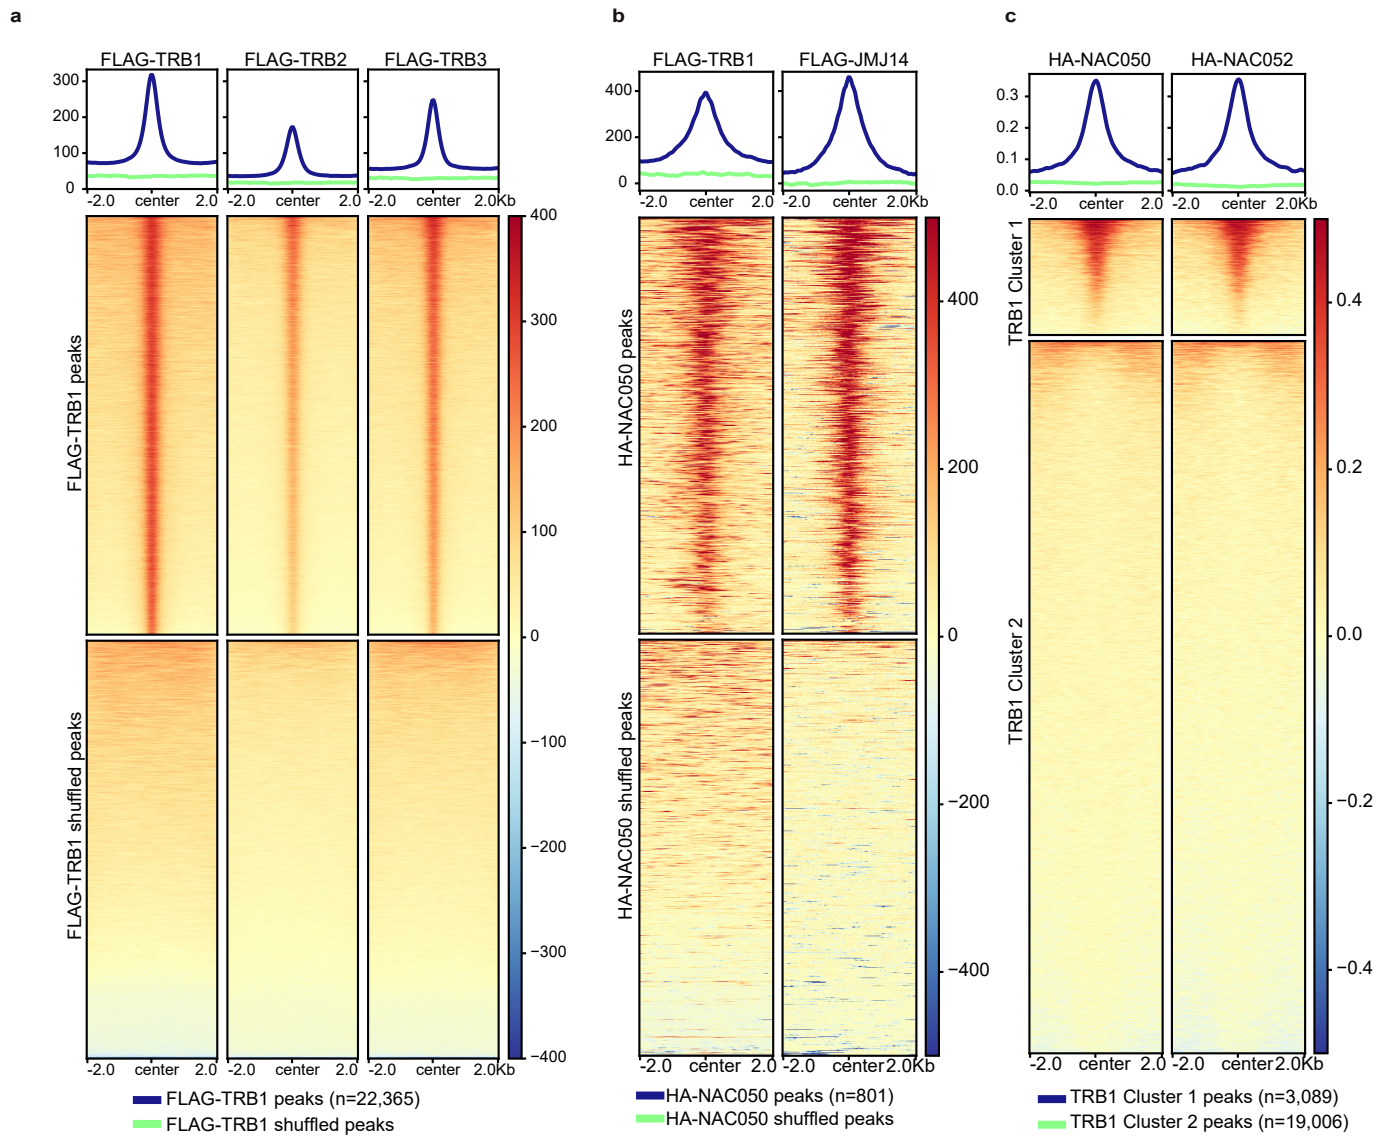 a
FLAG-TRB1 FLAG-TRB2 FLAG-TRB3
300
200
100
0
-2.0 center 2.0 -2.0 center 2.0 -2.0 center 2.0Kb
FLAG-TRB1 peaks
FLAG-TRB1 shuffled peaks
400
300
200
100
0
−100
−200
−300
−400
-2.0 center 2.0 -2.0 center 2.0 -2.0 center 2.0Kb
FLAG-TRB1 peaks (n=22,365)
FLAG-TRB1 shuffled peaks
b
FLAG-TRB1 FLAG-JMJ14
400
200
0
-2.0 center 2.0 -2.0 center 2.0Kb
HA-NAC050 peaks
HA-NAC050 shuffled peaks
400
200
0
−200
−400
-2.0 center 2.0 -2.0 center 2.0Kb
HA-NAC050 peaks (n=801)
HA-NAC050 shuffled peaks
c
HA-NAC050 HA-NAC052
0.3
0.2
0.1
0.0
-2.0 center 2.0 -2.0 center 2.0
TRB1 Cluster 1
TRB1 Cluster 2
0.4
0.2
0.0
−0.2
−0.4
-2.0 center 2.0 -2.0 center 2.0Kb
TRB1 Cluster 1 peaks (n=3,089)
TRB1 Cluster 2 peaks (n=19,006)